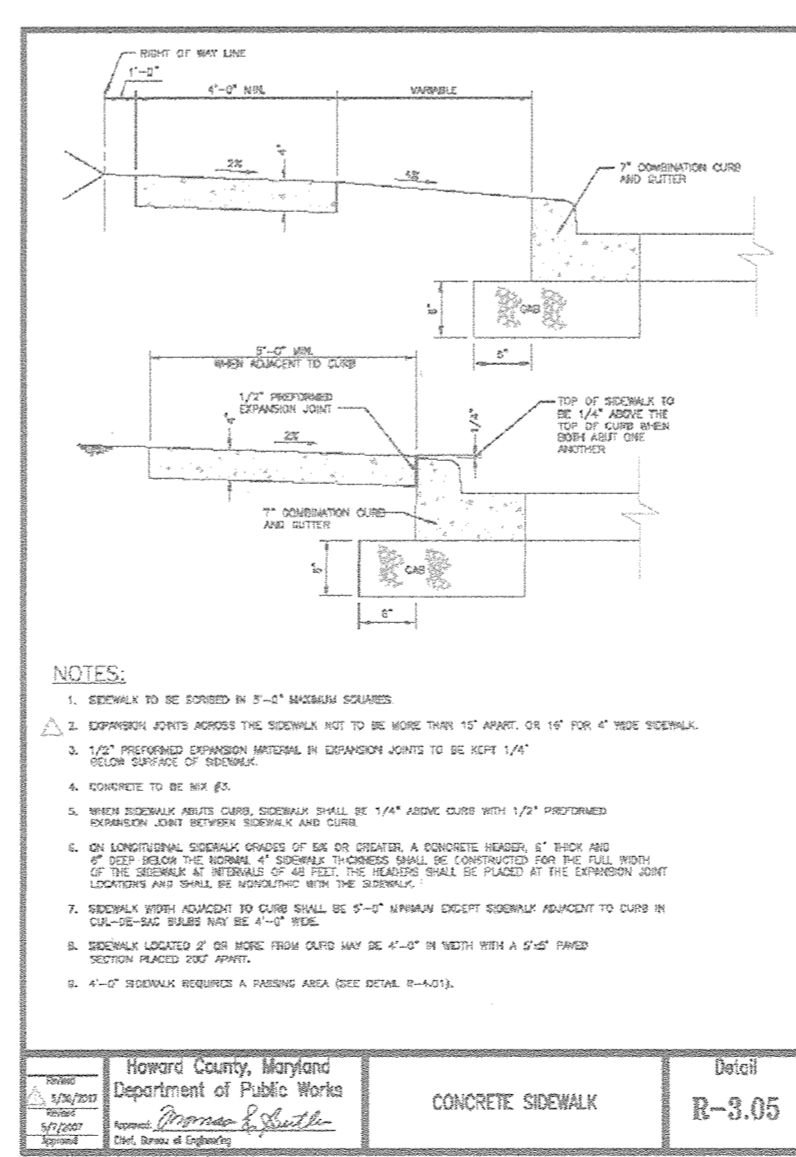 RIGHT OF WAY LINE
1'-0"
4'-0" MIN.
VARIABLE
4"
2%
4%
7" COMBINATION CURB
AND GUTTER
CAB
5'-0" MIN.
WHEN ADJACENT TO CURB
1/2" PREFORMED
EXPANSION JOINT
4"
2%
1/4"
TOP OF SIDEWALK TO
BE 1/4" ABOVE THE
TOP OF CURB WHEN
BOTH ABUT ONE
ANOTHER
7" COMBINATION CURB
AND GUTTER
CAB
6"
NOTES:
1. SIDEWALK TO BE SCRIBED IN 5'-0" MAXIMUM SQUARES.
2. EXPANSION JOINTS ACROSS THE SIDEWALK NOT TO BE MORE THAN 15' APART, OR 16' FOR 4' WIDE SIDEWALK.
3. 1/2" PREFORMED EXPANSION MATERIAL IN EXPANSION JOINTS TO BE KEPT 1/4"
BELOW SURFACE OF SIDEWALK.
4. CONCRETE TO BE MIX #3.
5. WHEN SIDEWALK ABUTS CURB, SIDEWALK SHALL BE 1/4" ABOVE CURB WITH 1/2" PREFORMED
EXPANSION JOINT BETWEEN SIDEWALK AND CURB.
6. ON LONGITUDINAL SIDEWALK GRADES OF 5% OR GREATER, A CONCRETE HEADER, 6" THICK AND
6" DEEP BELOW THE NORMAL 4" SIDEWALK THICKNESS SHALL BE CONSTRUCTED FOR THE FULL WIDTH
OF THE SIDEWALK AT INTERVALS OF 48 FEET. THE HEADERS SHALL BE PLACED AT THE EXPANSION JOINT
LOCATIONS AND SHALL BE MONOLITHIC WITH THE SIDEWALK.
7. SIDEWALK WIDTH ADJACENT TO CURB SHALL BE 5'-0" MINIMUM EXCEPT SIDEWALK ADJACENT TO CURB IN
CUL-DE-SAC BULBS MAY BE 4'-0" WIDE.
8. SIDEWALK LOCATED 2' OR MORE FROM CURB MAY BE 4'-0" IN WIDTH WITH A 5'x5' PAVED
SECTION PLACED 200' APART.
9. 4'-0" SIDEWALK REQUIRES A PASSING AREA (SEE DETAIL R-4.01).
Revised
Revised
5/7/2007
Approved
Howard County, Maryland
Department of Public Works
Approved:
Chief, Bureau of Engineering
CONCRETE SIDEWALK
Detail
R-3.05